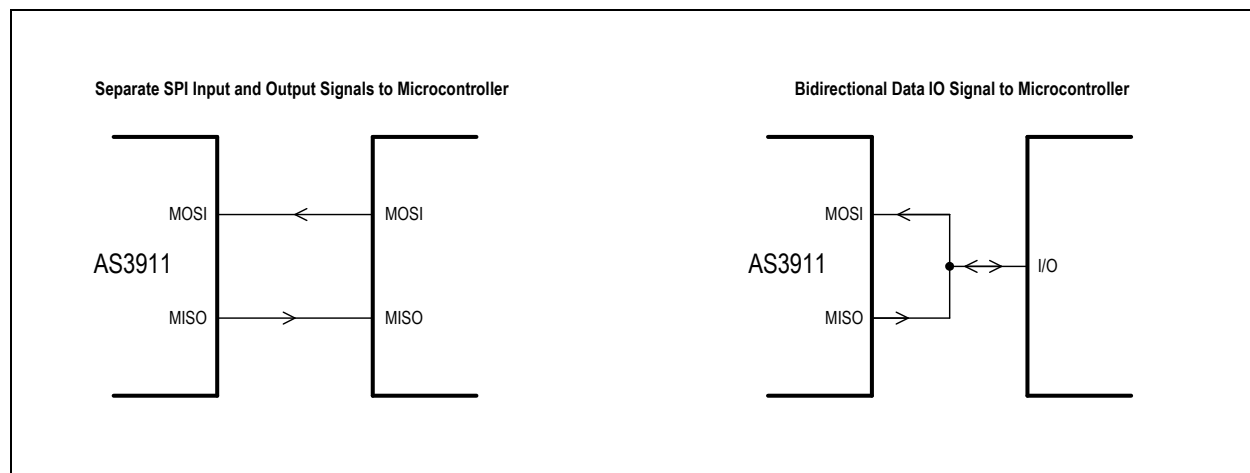 Separate SPI Input and Output Signals to Microcontroller
MOSI
MOSI
AS3911
MISO
MISO
Bidirectional Data IO Signal to Microcontroller
MOSI
AS3911
I/O
MISO